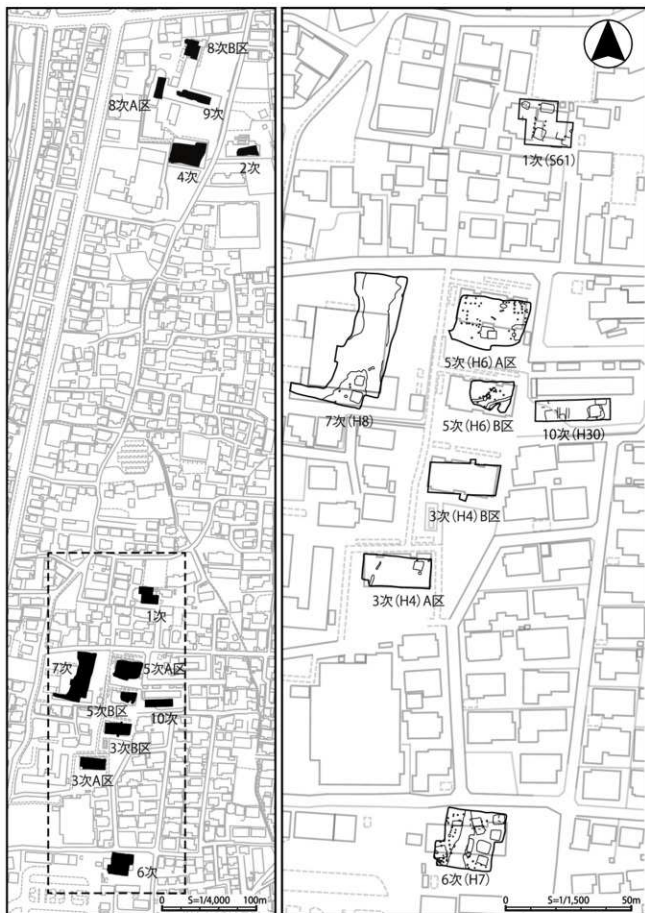 8次B区
8次A区
9次
4次
2次
1次
7次
5次A区
5次B区
10次
3次B区
3次A区
6次
0 S=1/4,000 100m
1次(S61)
5次(H6)A区
7次(H8)
5次(H6)B区
10次(H30)
3次(H4)B区
3次(H4)A区
6次(H7)
0 S=1/1,500 50m